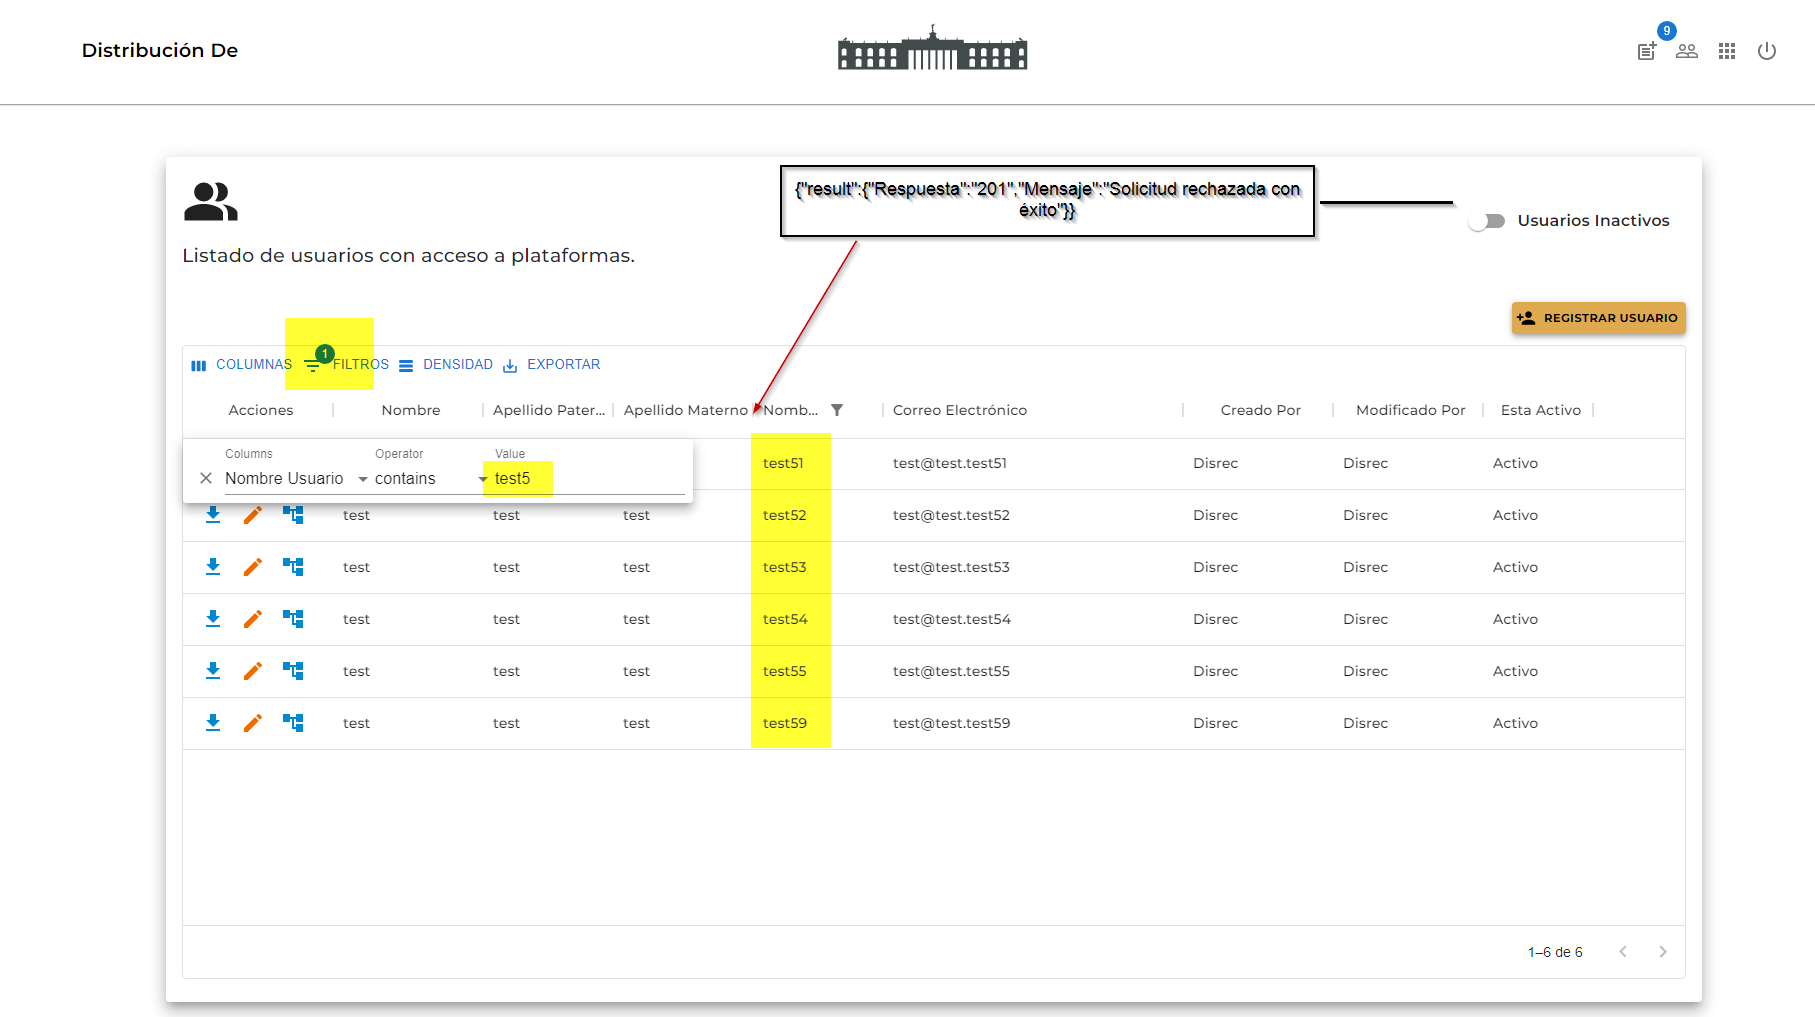 Distribución De
9
{"result":{"Respuesta":"201","Mensaje":"Solicitud rechazada con
éxito"}}
Usuarios Inactivos
Listado de usuarios con acceso a plataformas.
REGISTRAR USUARIO
COLUMNAS 1 FILTROS DENSIDAD EXPORTAR
Acciones Nombre Apellido Pater... Apellido Materno Nomb... Correo Electrónico Creado Por Modificado Por Esta Activo
Columns Operator Value
Nombre Usuario contains test5
test51 test@test.test51 Disrec Disrec Activo
test test test test52 test@test.test52 Disrec Disrec Activo
test test test test53 test@test.test53 Disrec Disrec Activo
test test test test54 test@test.test54 Disrec Disrec Activo
test test test test55 test@test.test55 Disrec Disrec Activo
test test test test59 test@test.test59 Disrec Disrec Activo
1–6 de 6